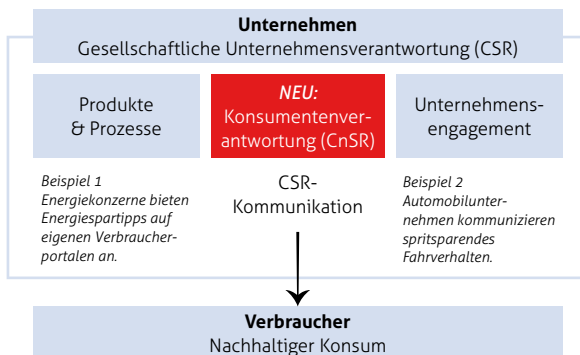 Unternehmen
Gesellschaftliche Unternehmensverantwortung (CSR)
Produkte
& Prozesse
NEU:
Konsumentenver-
antwortung (CnSR)
Unternehmens-
engagement
Beispiel 1
Energiekonzerne bieten
Energiespartipps auf
eigenen Verbraucher-
portalen an.
CSR-
Kommunikation
Beispiel 2
Automobilunter-
nehmen kommunizieren
spritsparendes
Fahrverhalten.
Verbraucher
Nachhaltiger Konsum